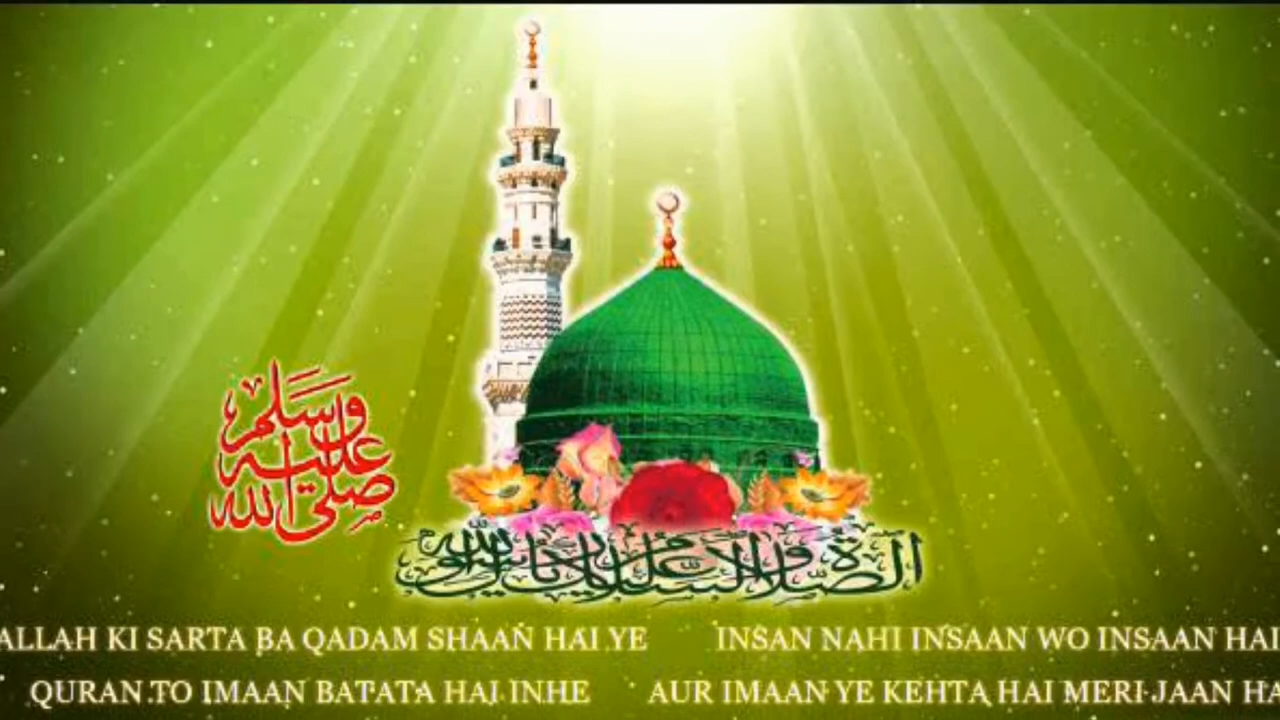 صلى الله
عليه
وسلم
الصلاة والسلام عليك يا رسول الله
ALLAH KI SARTA BA QADAM SHAAN HAI YE INSAN NAHI INSAAN WO INSAAN HAI
QURAN TO IMAAN BATATA HAI INHE AUR IMAAN YE KEHTA HAI MERI JAAN HA